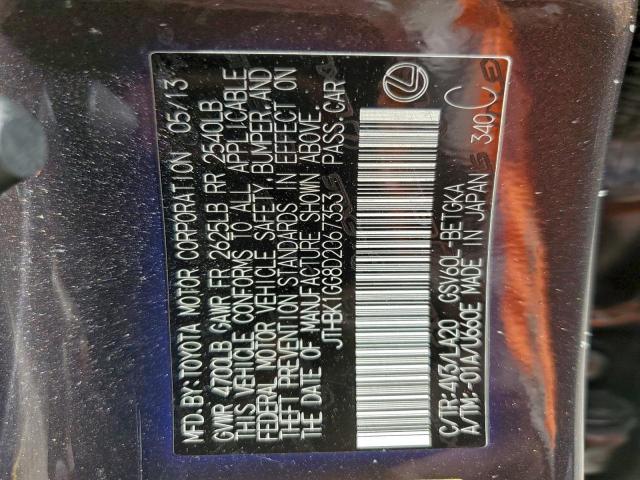 MFD. BY: TOYOTA MOTOR CORPORATION 05/13
GVWR 4700LB GAWR FR 2625LB RR 2540LB
THIS VEHICLE CONFORMS TO ALL APPLICABLE
FEDERAL MOTOR VEHICLE SAFETY BUMPER, AND
THEFT PREVENTION STANDARDS IN EFFECT ON
THE DATE OF MANUFACTURE SHOWN ABOVE.
JTHBK1GG8D2067353 PASS. CAR
C/TR: 4V3/LA20 GSV60L-BETGKA
A/TM: -01A/U660E MADE IN JAPAN 340 C